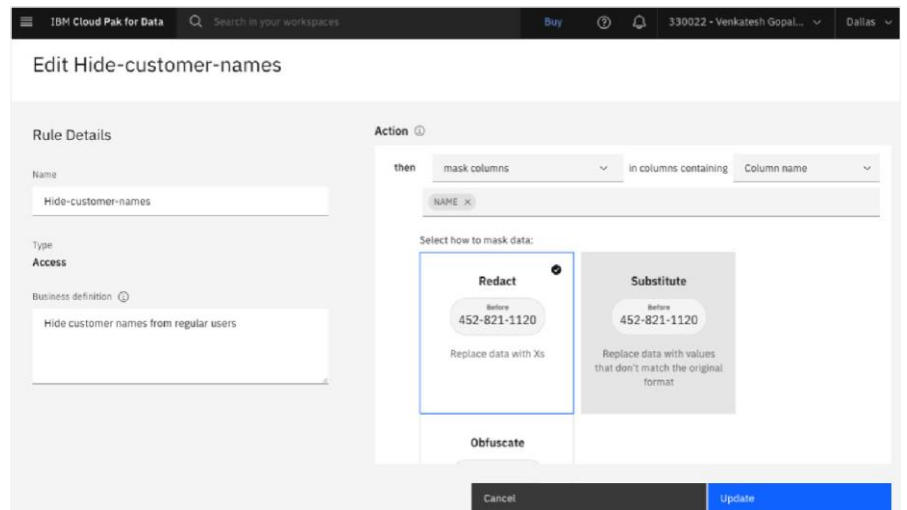 IBM Cloud Pak for Data
Search in your workspaces
Buy
330022 - Venkatesh Gopal...
Dallas
Edit Hide-customer-names
Rule Details
Name
Hide-customer-names
Type
Access
Business definition
Hide customer names from regular users
Action
then
mask columns
in columns containing
Column name
NAME ×
Select how to mask data:
Redact
Before
452-821-1120
Replace data with Xs
Substitute
Before
452-821-1120
Replace data with values
that don't match the original
format
Obfuscate
Cancel
Update